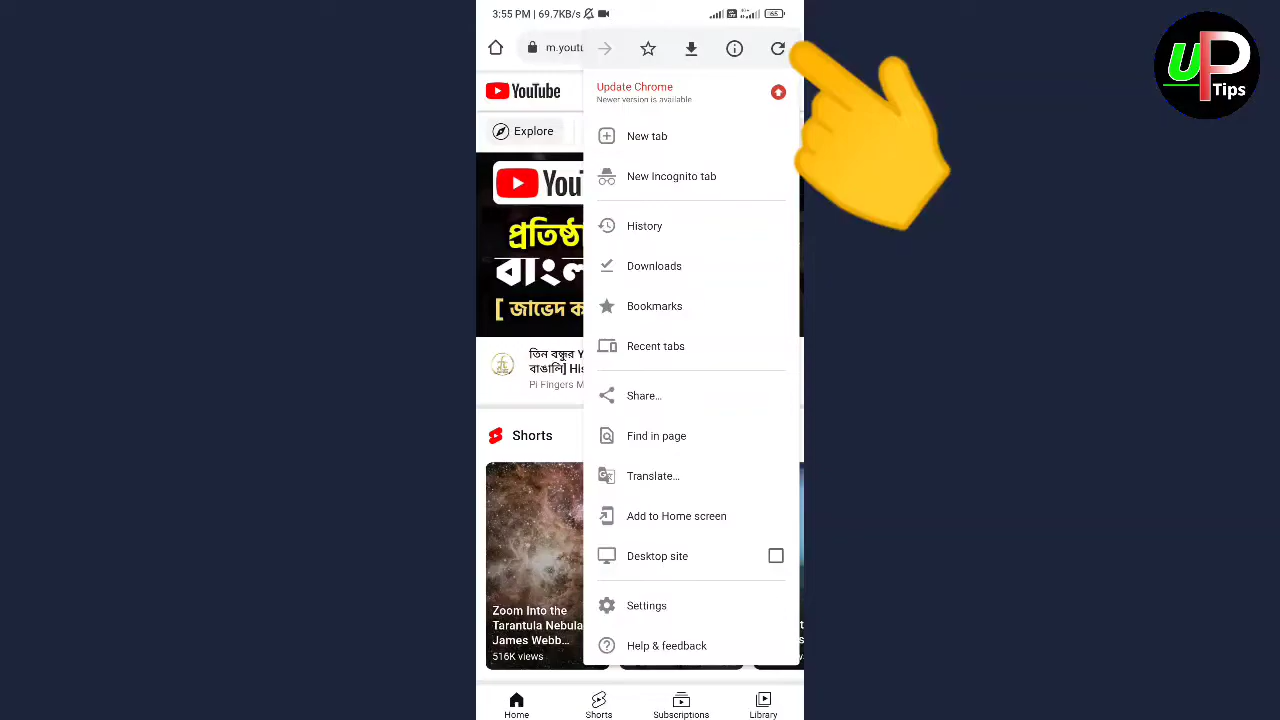 3:55 PM | 69.7KB/s
65
m.youtu
UP
Tips
YouTube
Update Chrome
Newer version is available
Explore
New tab
New Incognito tab
You
প্রতিষ্ঠ
বাংল
[ জাভেদ ক
History
Downloads
Bookmarks
Recent tabs
তিন বন্ধুর Y
বাঙালি] His
Pi Fingers M
Share...
Shorts
Find in page
Translate...
Add to Home screen
Desktop site
Zoom Into the
Tarantula Nebula
James Webb...
516K views
Settings
Help & feedback
Home
Shorts
Subscriptions
Library